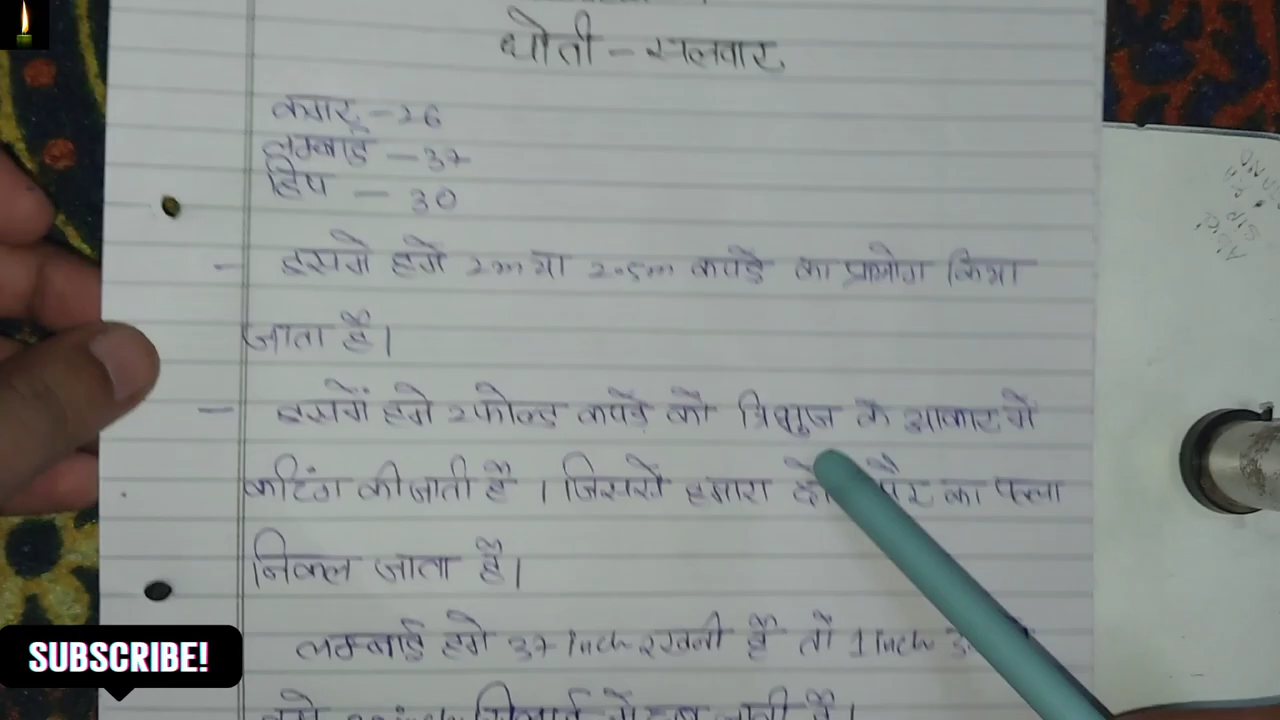 धोती - सलवार
कमर - 26
लम्बाई - 37
हिप - 30
- इसमे हमे 2m या 2.5m कपड़े का प्रयोग किया
जाता है।
- इसमें हमे 2 फोल्ड कपड़े को त्रिभुज के आकार मे
कटिंग की जाती है । जिससे हमारा दो पैर का पल्ला
निकल जाता है।
लम्बाई हमे 37 Inch रखनी है तो 1 Inch
SUBSCRIBE!